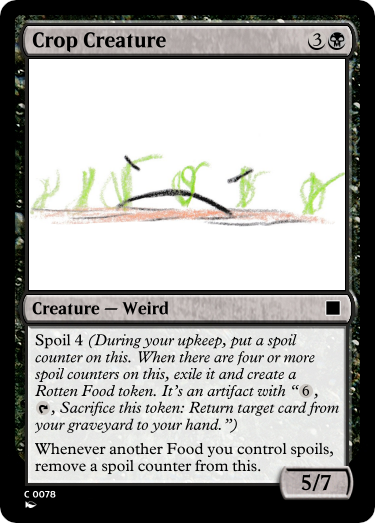 Crop Creature 3
Creature — Weird
Spoil 4 (During your upkeep, put a spoil
counter on this. When there are four or more
spoil counters on this, exile it and create a
Rotten Food token. It's an artifact with “6,
, Sacrifice this token: Return target card from
your graveyard to your hand.”)
Whenever another Food you control spoils,
remove a spoil counter from this.
5/7
C 0078